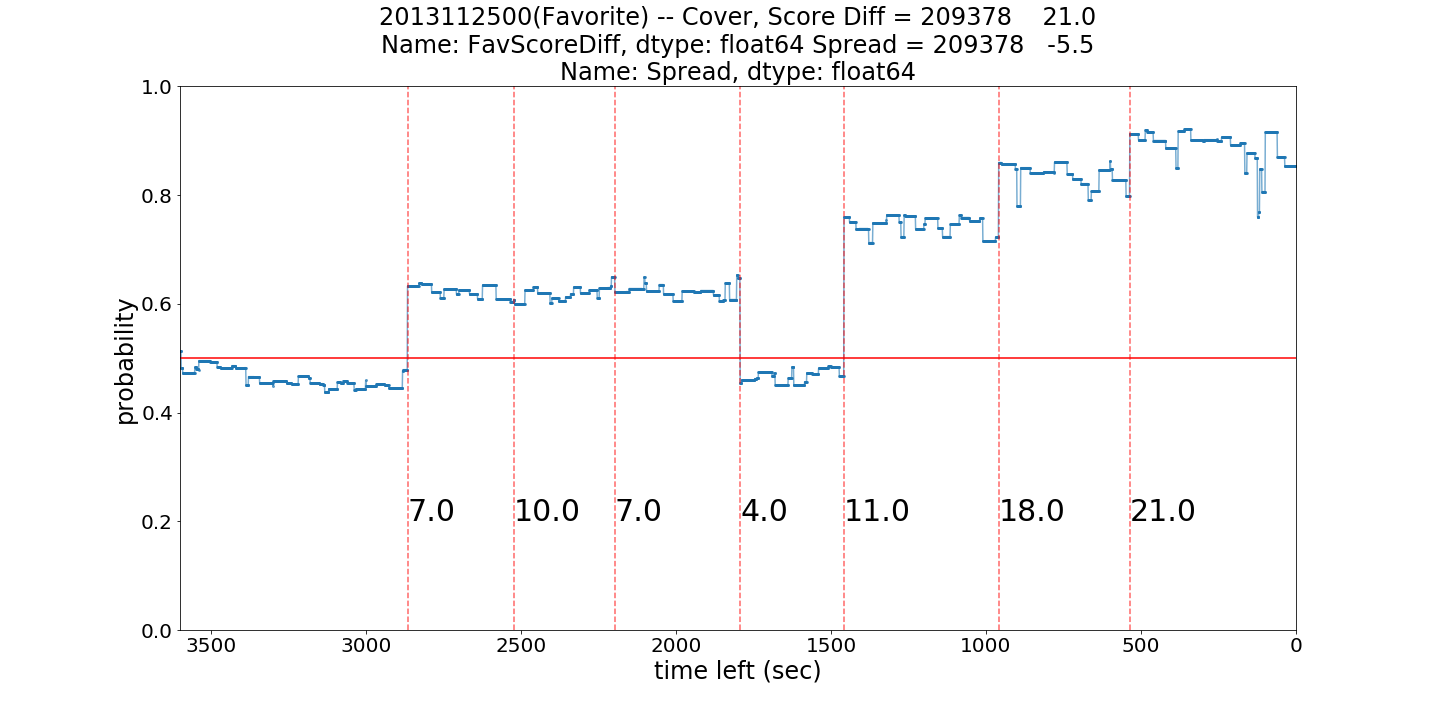 2013112500(Favorite) -- Cover, Score Diff = 209378    21.0
Name: FavScoreDiff, dtype: float64 Spread = 209378   -5.5
Name: Spread, dtype: float64
1.0
0.8
0.6
0.4
0.2
0.0
probability
7.0 10.0 7.0 4.0 11.0 18.0 21.0
3500 3000 2500 2000 1500 1000 500 0
time left (sec)